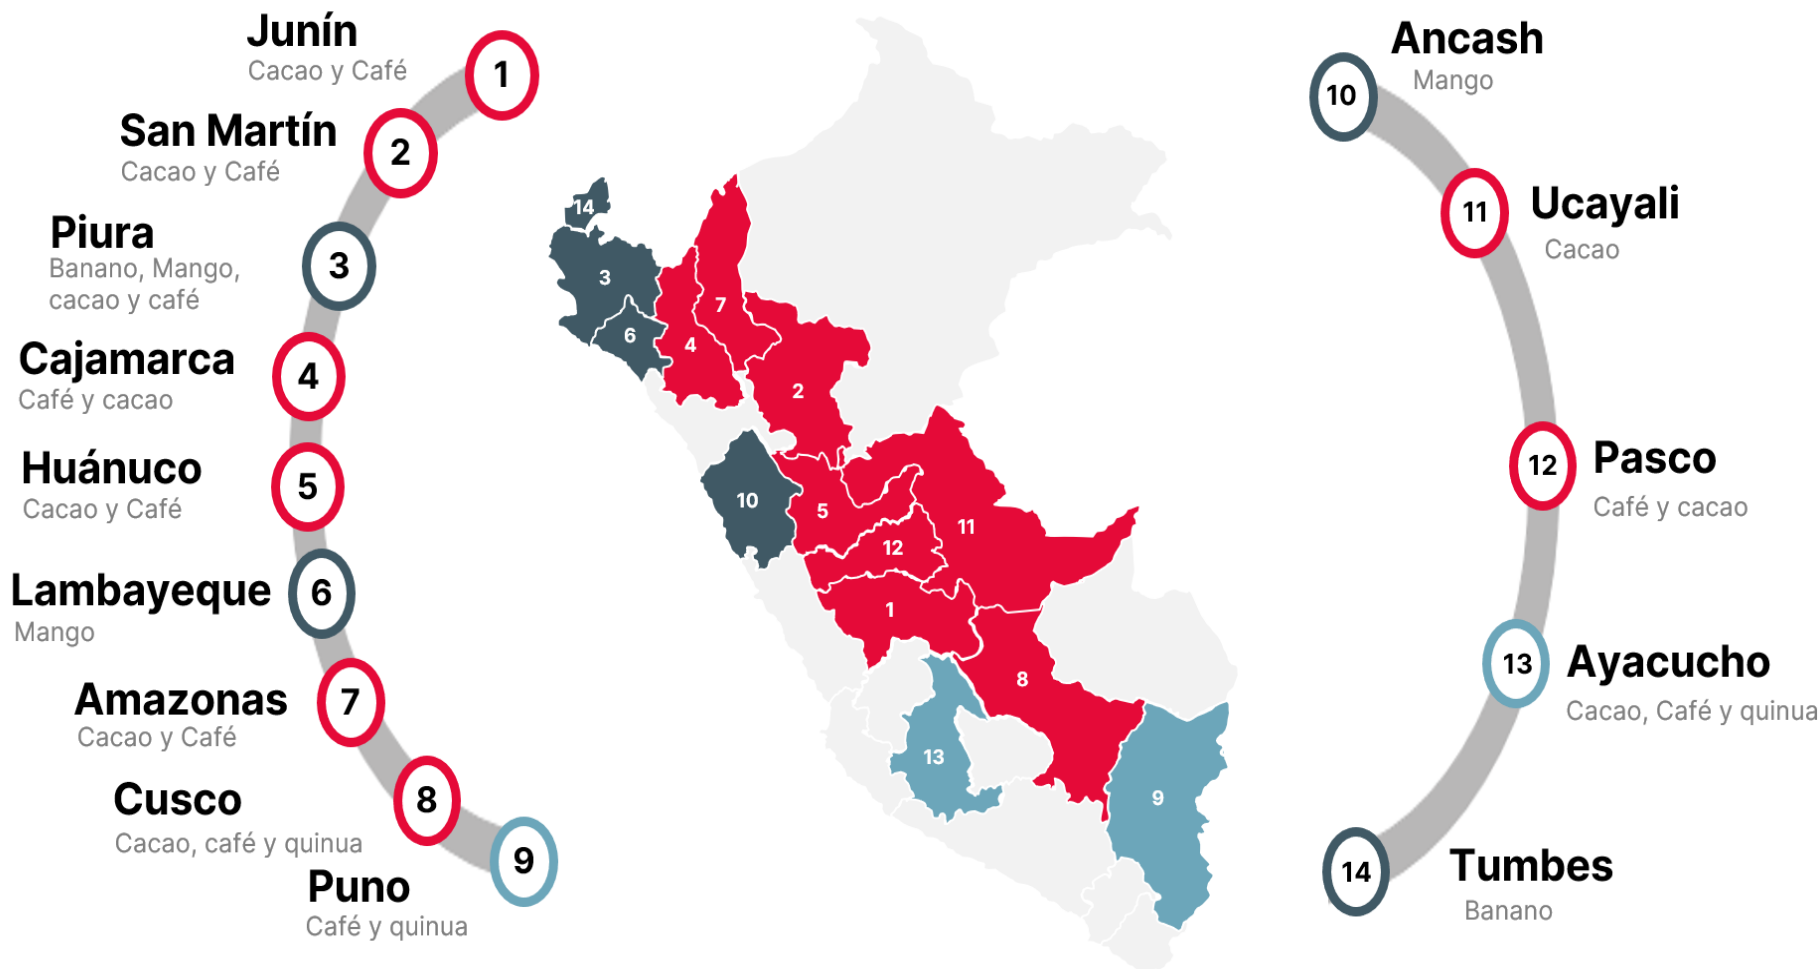 Junín
Cacao y Café
1
San Martín
Cacao y Café
2
Piura
Banano, Mango,
cacao y café
3
Cajamarca
Café y cacao
4
Huánuco
Cacao y Café
5
Lambayeque
Mango
6
Amazonas
Cacao y Café
7
Cusco
Cacao, café y quinua
8
Puno
Café y quinua
9
14
3
6
7
4
2
10
5
11
12
1
8
13
9
10
Ancash
Mango
11
Ucayali
Cacao
12
Pasco
Café y cacao
13
Ayacucho
Cacao, Café y quinua
14
Tumbes
Banano